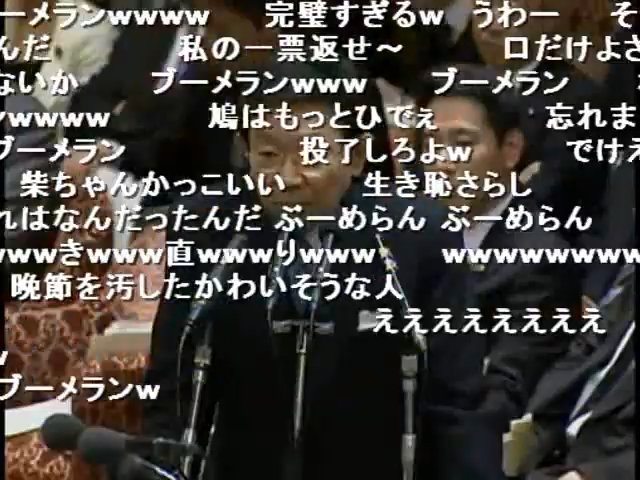 ーメランwwww 完璧すぎるw うわー そ
んだ 私の一票返せ～ 口だけよさ
ないか ブーメランwww ブーメラン
wwww 鳩はもっとひでぇ 忘れま
ブーメラン 投了しろよw でけえ
柴ちゃんかっこいい 生き恥さらし
れはなんだったんだ ぶーめらん ぶーめらん
wwwきwww直wwwりwww wwwwwwwww
晩節を汚したかわいそうな人
ええええええええ
w
ブーメランw